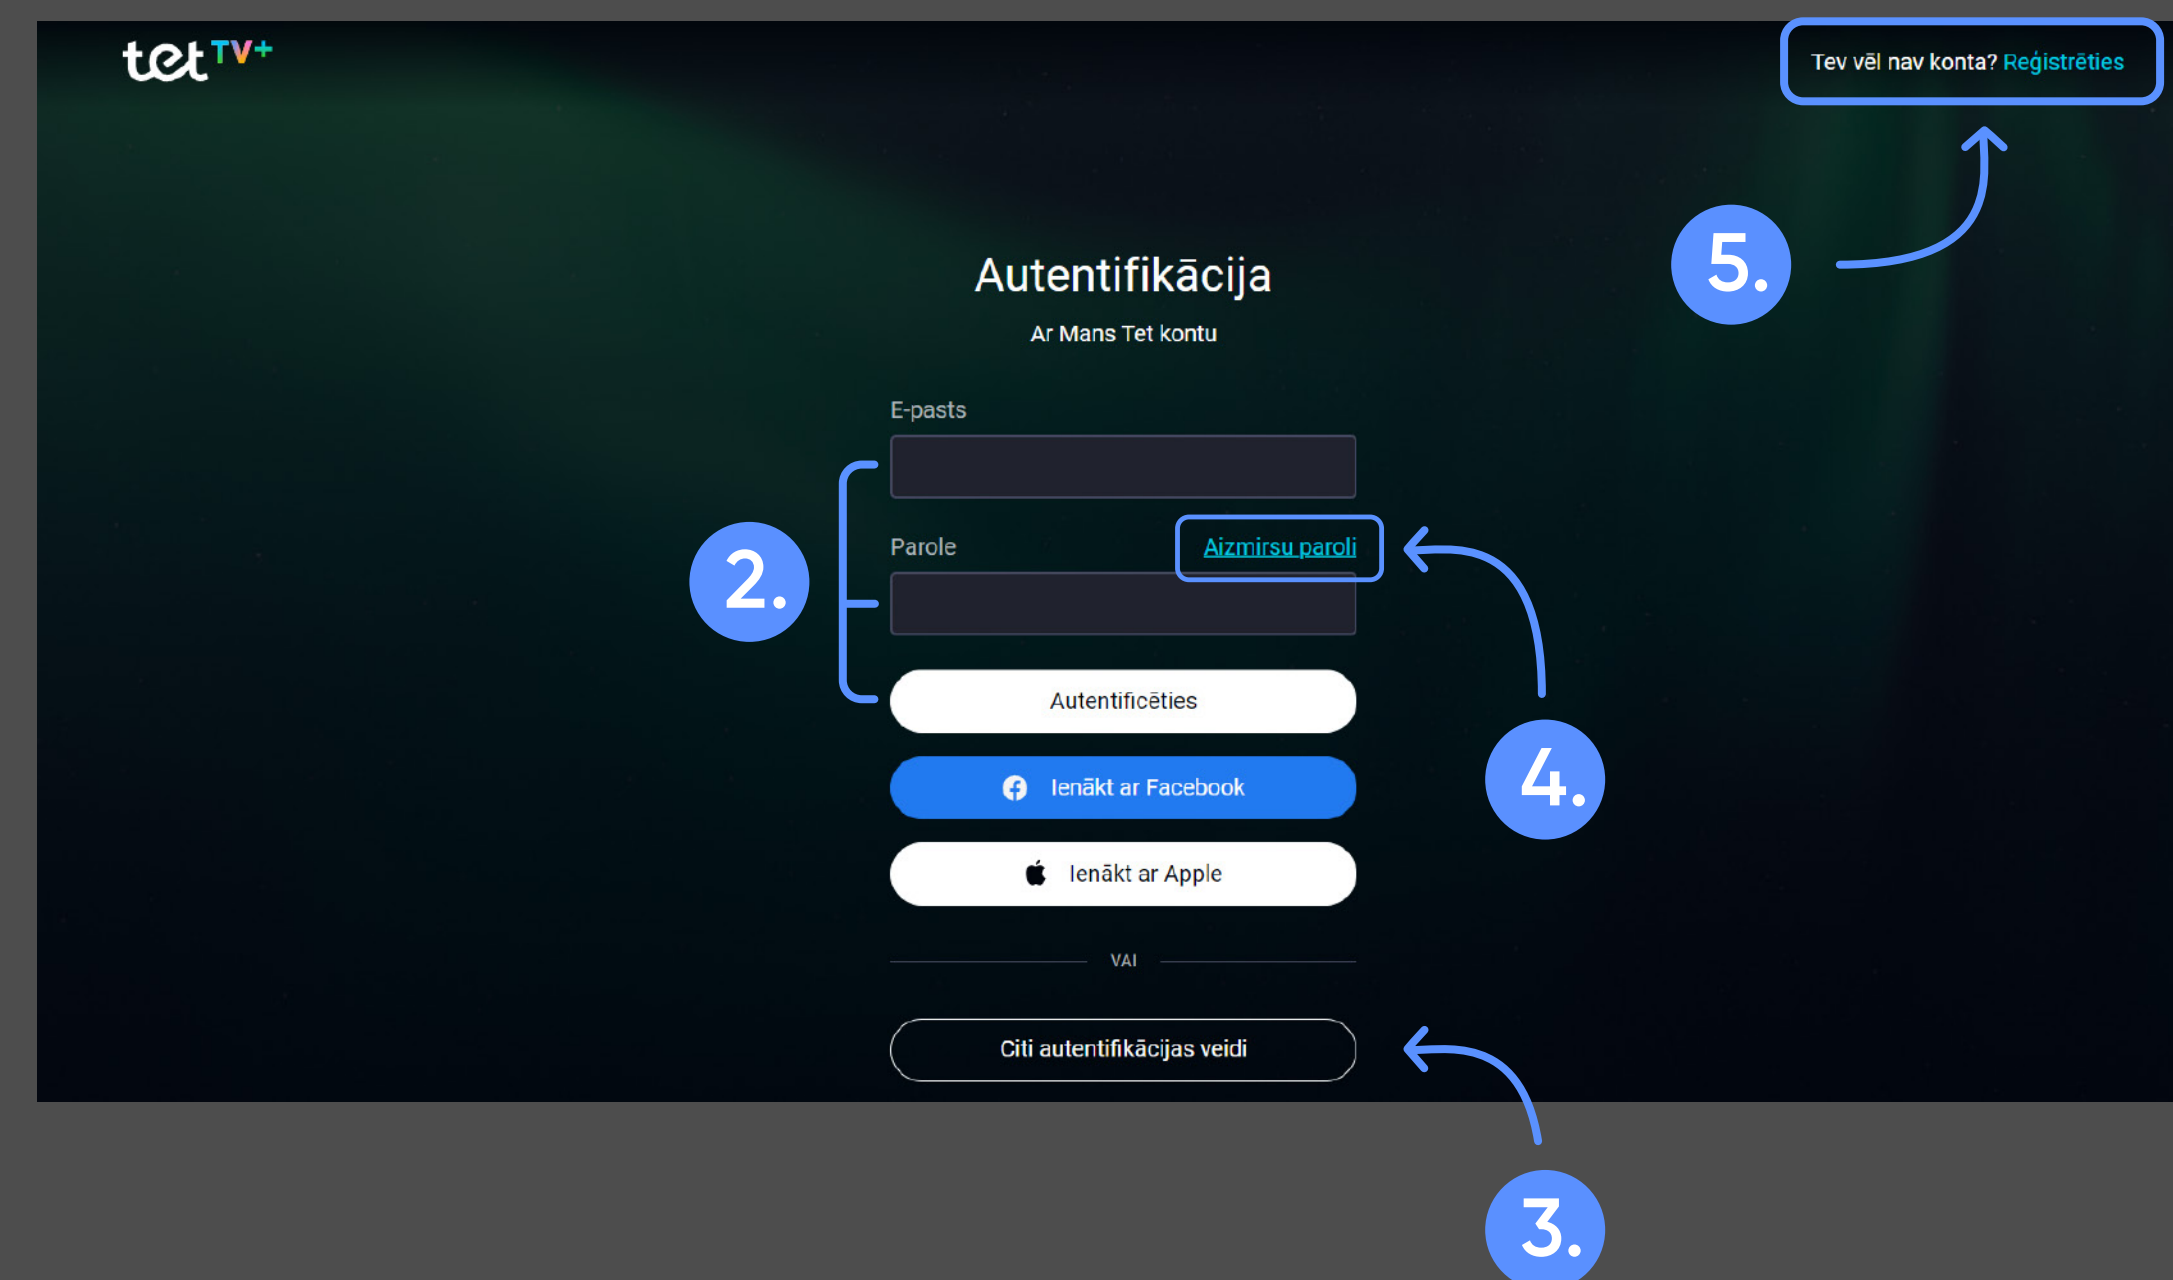 tet TV+
Tev vēl nav konta? Reģistrēties
5.
Autentifikācija
Ar Mans Tet kontu
E-pasts
Parole
Aizmirsu paroli
2.
Autentificēties
Ienākt ar Facebook
4.
Ienākt ar Apple
VAI
Citi autentifikācijas veidi
3.